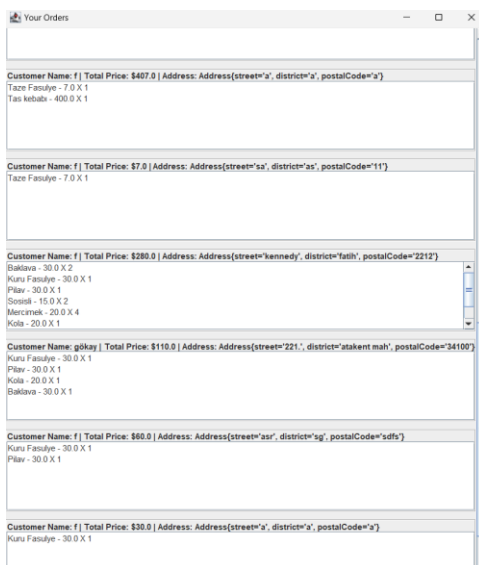 Your Orders
Customer Name: f | Total Price: $407.0 | Address: Address{street='a', district='a', postalCode='a'}
Taze Fasulye - 7.0 X 1
Tas kebabı - 400.0 X 1
Customer Name: f | Total Price: $7.0 | Address: Address{street='sa', district='as', postalCode='11'}
Taze Fasulye - 7.0 X 1
Customer Name: f | Total Price: $280.0 | Address: Address{street='kennedy', district='fatih', postalCode='2212'}
Baklava - 30.0 X 2
Kuru Fasulye - 30.0 X 1
Pilav - 30.0 X 1
Sosisli - 15.0 X 2
Mercimek - 20.0 X 4
Kola - 20.0 X 1
Customer Name: gökay | Total Price: $110.0 | Address: Address{street='221.', district='atakent mah', postalCode='34100'}
Kuru Fasulye - 30.0 X 1
Pilav - 30.0 X 1
Kola - 20.0 X 1
Baklava - 30.0 X 1
Customer Name: f | Total Price: $60.0 | Address: Address{street='asr', district='sg', postalCode='sdfs'}
Kuru Fasulye - 30.0 X 1
Pilav - 30.0 X 1
Customer Name: f | Total Price: $30.0 | Address: Address{street='a', district='a', postalCode='a'}
Kuru Fasulye - 30.0 X 1